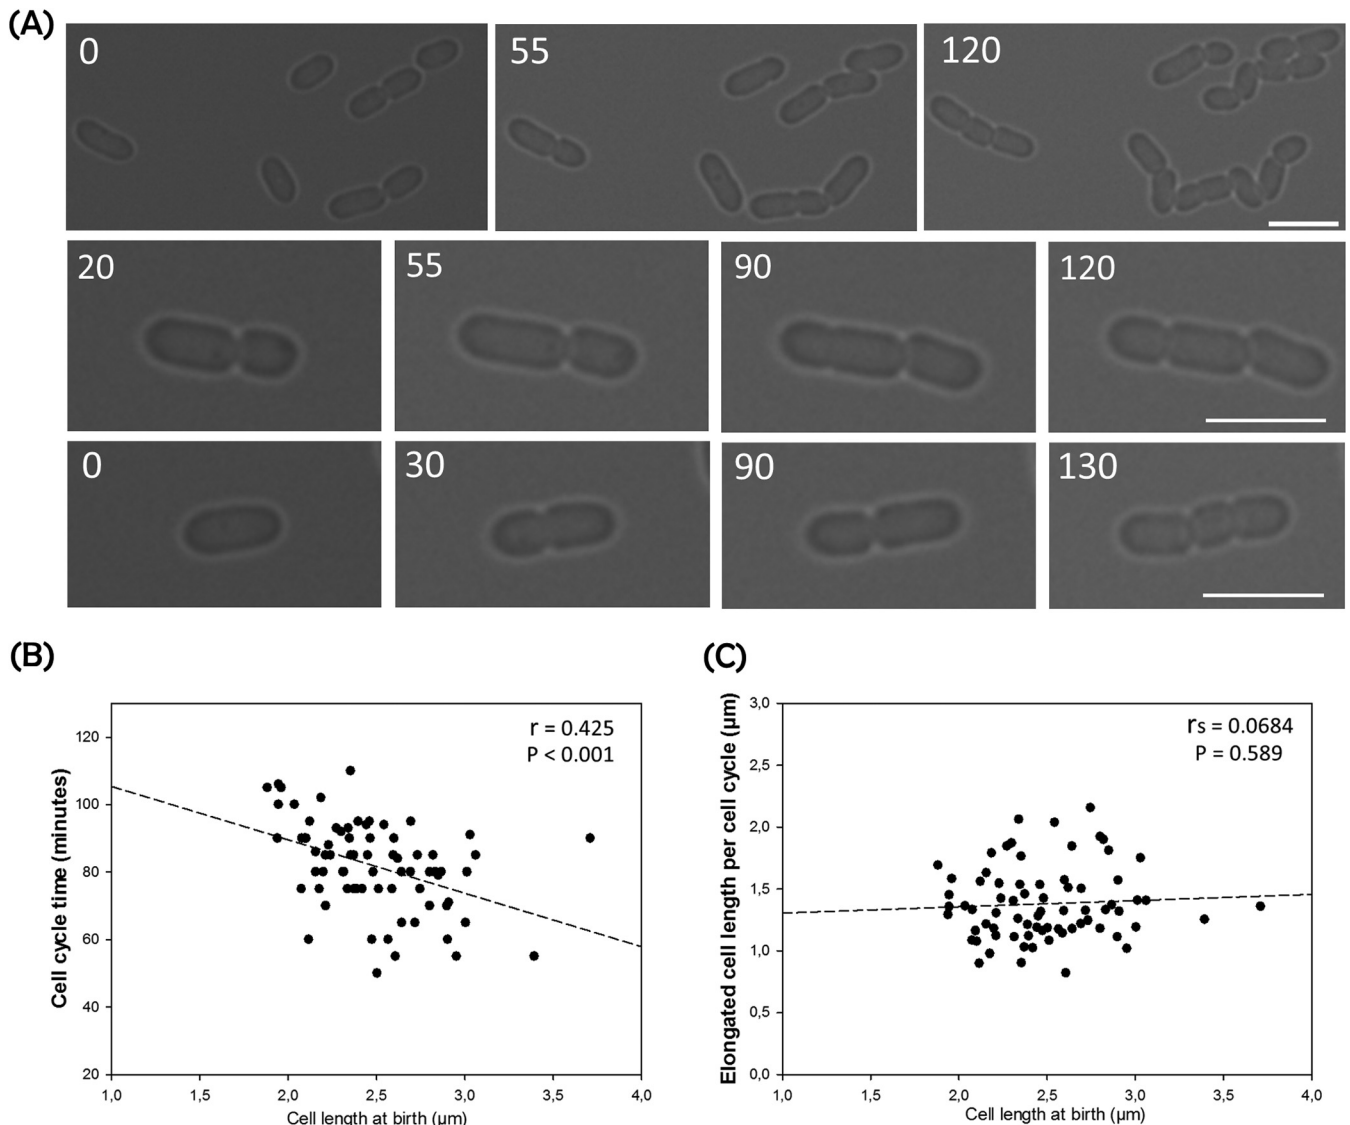 (A)
0
55
120
20
55
90
120
0
30
90
130
(B)
(C)
r = 0.425
P < 0.001
Cell cycle time (minutes)
120
100
80
60
40
20
1,0 1,5 2,0 2,5 3,0 3,5 4,0
Cell length at birth (µm)
rs = 0.0684
P = 0.589
Elongated cell length per cell cycle (µm)
3,0
2,5
2,0
1,5
1,0
0,5
0,0
1,0 1,5 2,0 2,5 3,0 3,5 4,0
Cell length at birth (µm)